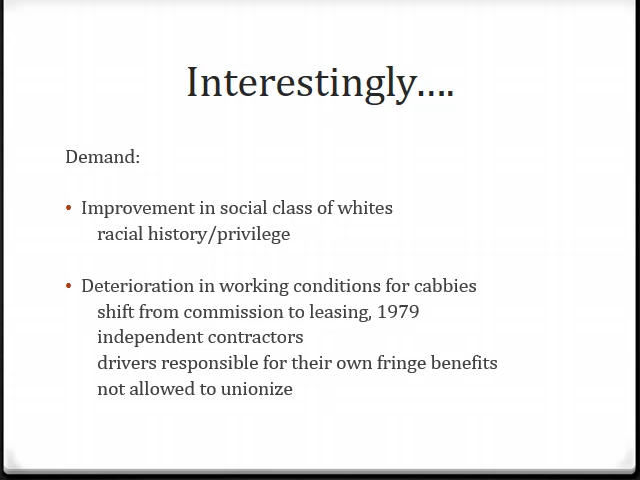 Interestingly....
Demand:
• Improvement in social class of whites
racial history/privilege
• Deterioration in working conditions for cabbies
shift from commission to leasing, 1979
independent contractors
drivers responsible for their own fringe benefits
not allowed to unionize